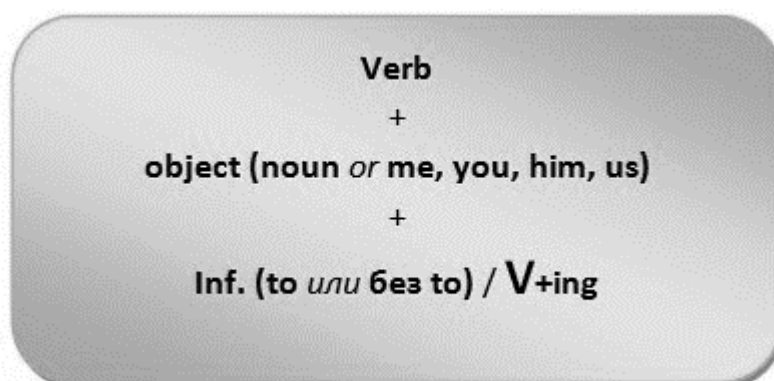 Verb
+
object (noun or me, you, him, us)
+
Inf. (to или без to) / V+ing